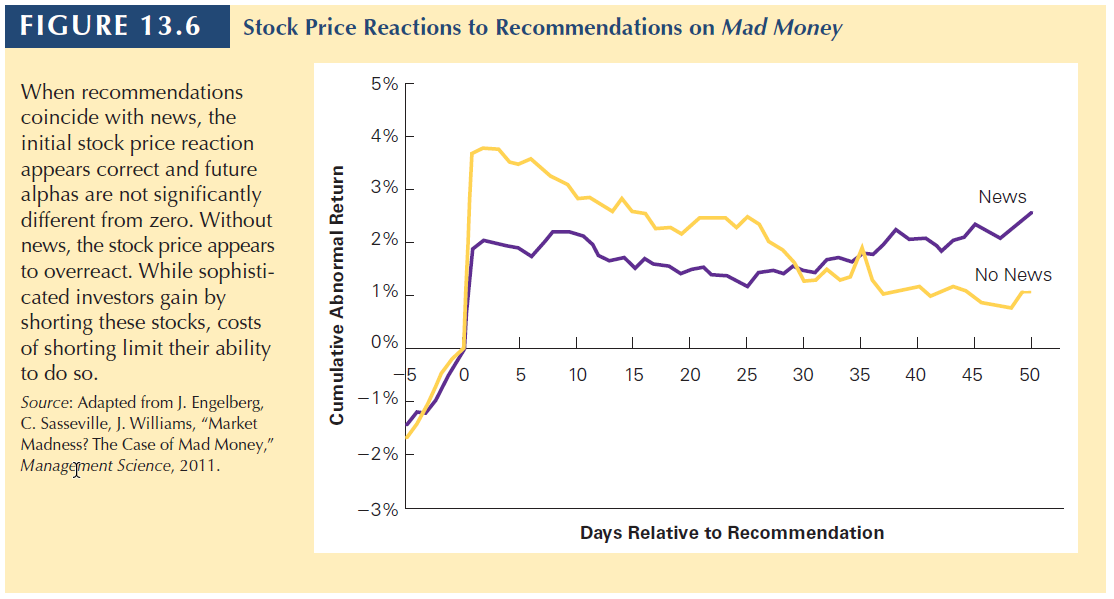 FIGURE 13.6
Stock Price Reactions to Recommendations on Mad Money
When recommendations
coincide with news, the
initial stock price reaction
appears correct and future
alphas are not significantly
different from zero. Without
news, the stock price appears
to overreact. While sophisti-
cated investors gain by
shorting these stocks, costs
of shorting limit their ability
to do so.
Source: Adapted from J. Engelberg,
C. Sasseville, J. Williams, “Market
Madness? The Case of Mad Money,”
Management Science, 2011.
Cumulative Abnormal Return
5%
4%
3%
2%
1%
0%
−1%
−2%
−3%
News
No News
−5 0 5 10 15 20 25 30 35 40 45 50
Days Relative to Recommendation